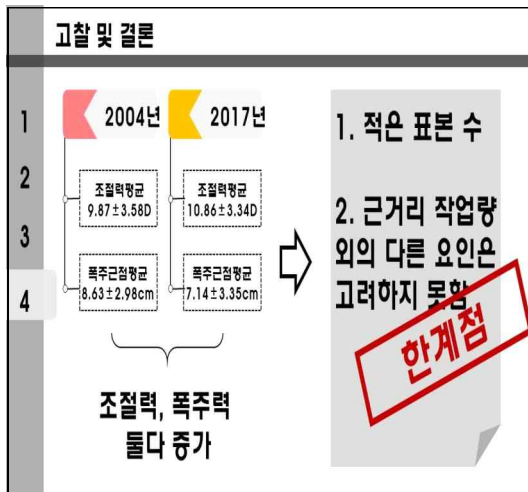 고찰 및 결론
1
2
3
4
2004년
2017년
조절력평균
9.87±3.58D
조절력평균
10.86±3.34D
폭주근점평균
8.63±2.98cm
폭주근점평균
7.14±3.35cm
조절력, 폭주력
둘다 증가
1. 적은 표본 수
2. 근거리 작업량
외의 다른 요인은
고려하지 못함
한계점